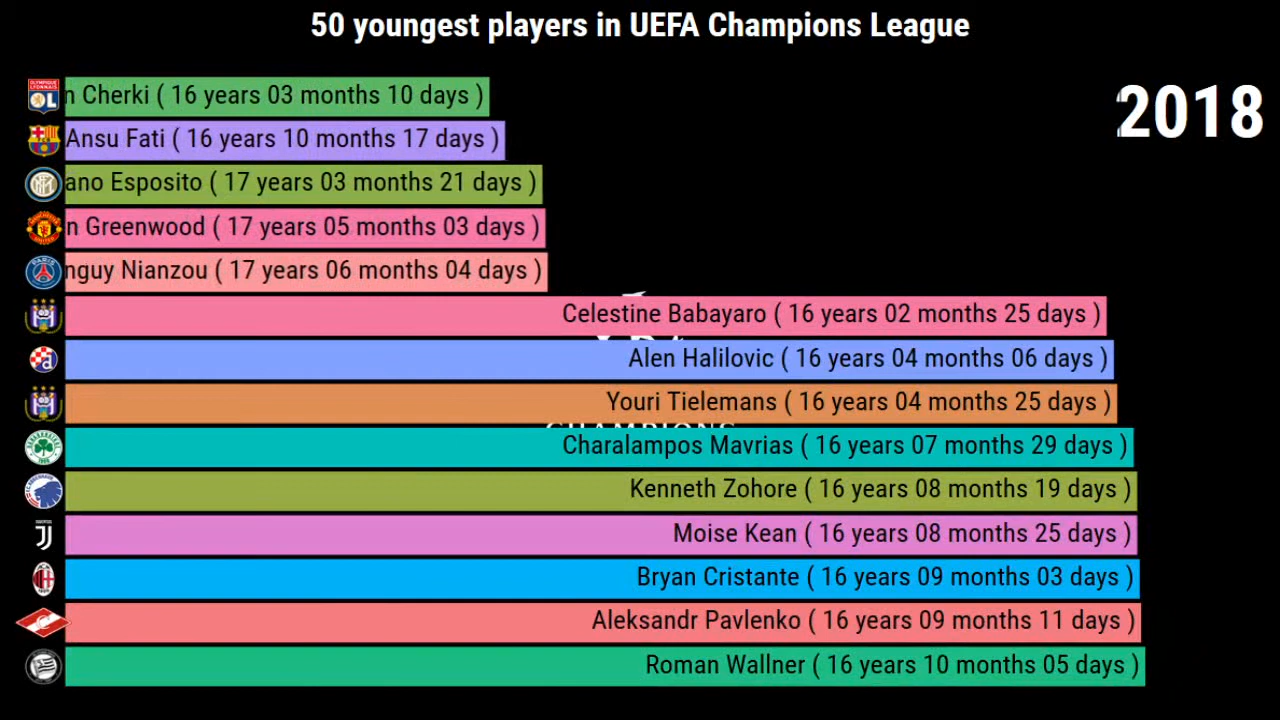 50 youngest players in UEFA Champions League
2018
n Cherki ( 16 years 03 months 10 days )
Ansu Fati ( 16 years 10 months 17 days )
ano Esposito ( 17 years 03 months 21 days )
n Greenwood ( 17 years 05 months 03 days )
nguy Nianzou ( 17 years 06 months 04 days )
Celestine Babayaro ( 16 years 02 months 25 days )
Alen Halilovic ( 16 years 04 months 06 days )
Youri Tielemans ( 16 years 04 months 25 days )
Charalampos Mavrias ( 16 years 07 months 29 days )
Kenneth Zohore ( 16 years 08 months 19 days )
Moise Kean ( 16 years 08 months 25 days )
Bryan Cristante ( 16 years 09 months 03 days )
Aleksandr Pavlenko ( 16 years 09 months 11 days )
Roman Wallner ( 16 years 10 months 05 days )